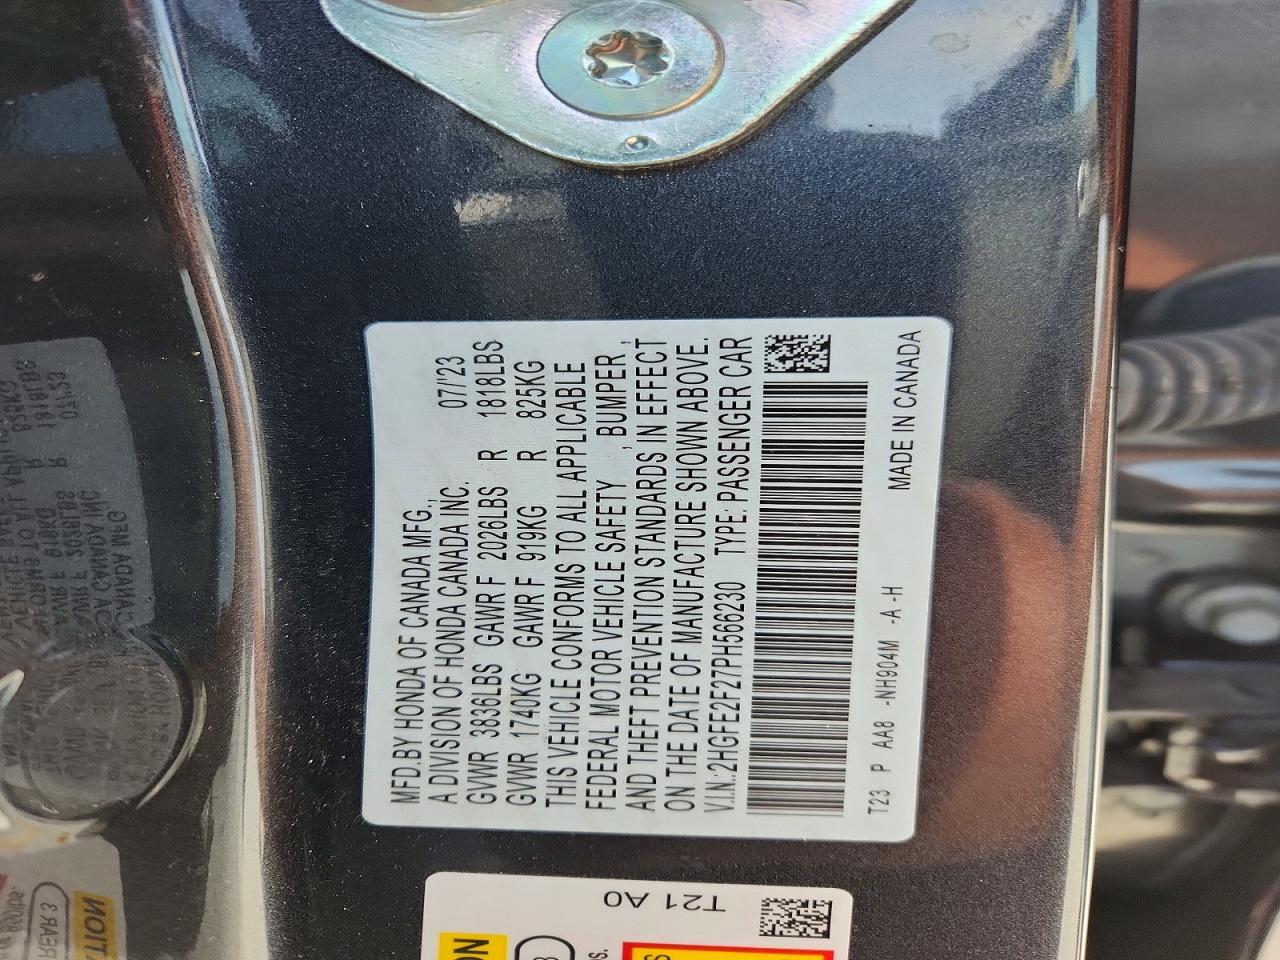 MFD.BY HONDA OF CANADA MFG., 07/'23
A DIVISION OF HONDA CANADA INC.
GVWR 3836LBS GAWR F 2026LBS R 1818LBS
GVWR 1740KG GAWR F 919KG R 825KG
THIS VEHICLE CONFORMS TO ALL APPLICABLE
FEDERAL MOTOR VEHICLE SAFETY , BUMPER ,
AND THEFT PREVENTION STANDARDS IN EFFECT
ON THE DATE OF MANUFACTURE SHOWN ABOVE.
V.I.N.:2HGFE2F27PH566230 TYPE: PASSENGER CAR
T23 P AA8 -NH904M -A -H MADE IN CANADA
T21 A0
REAR 3